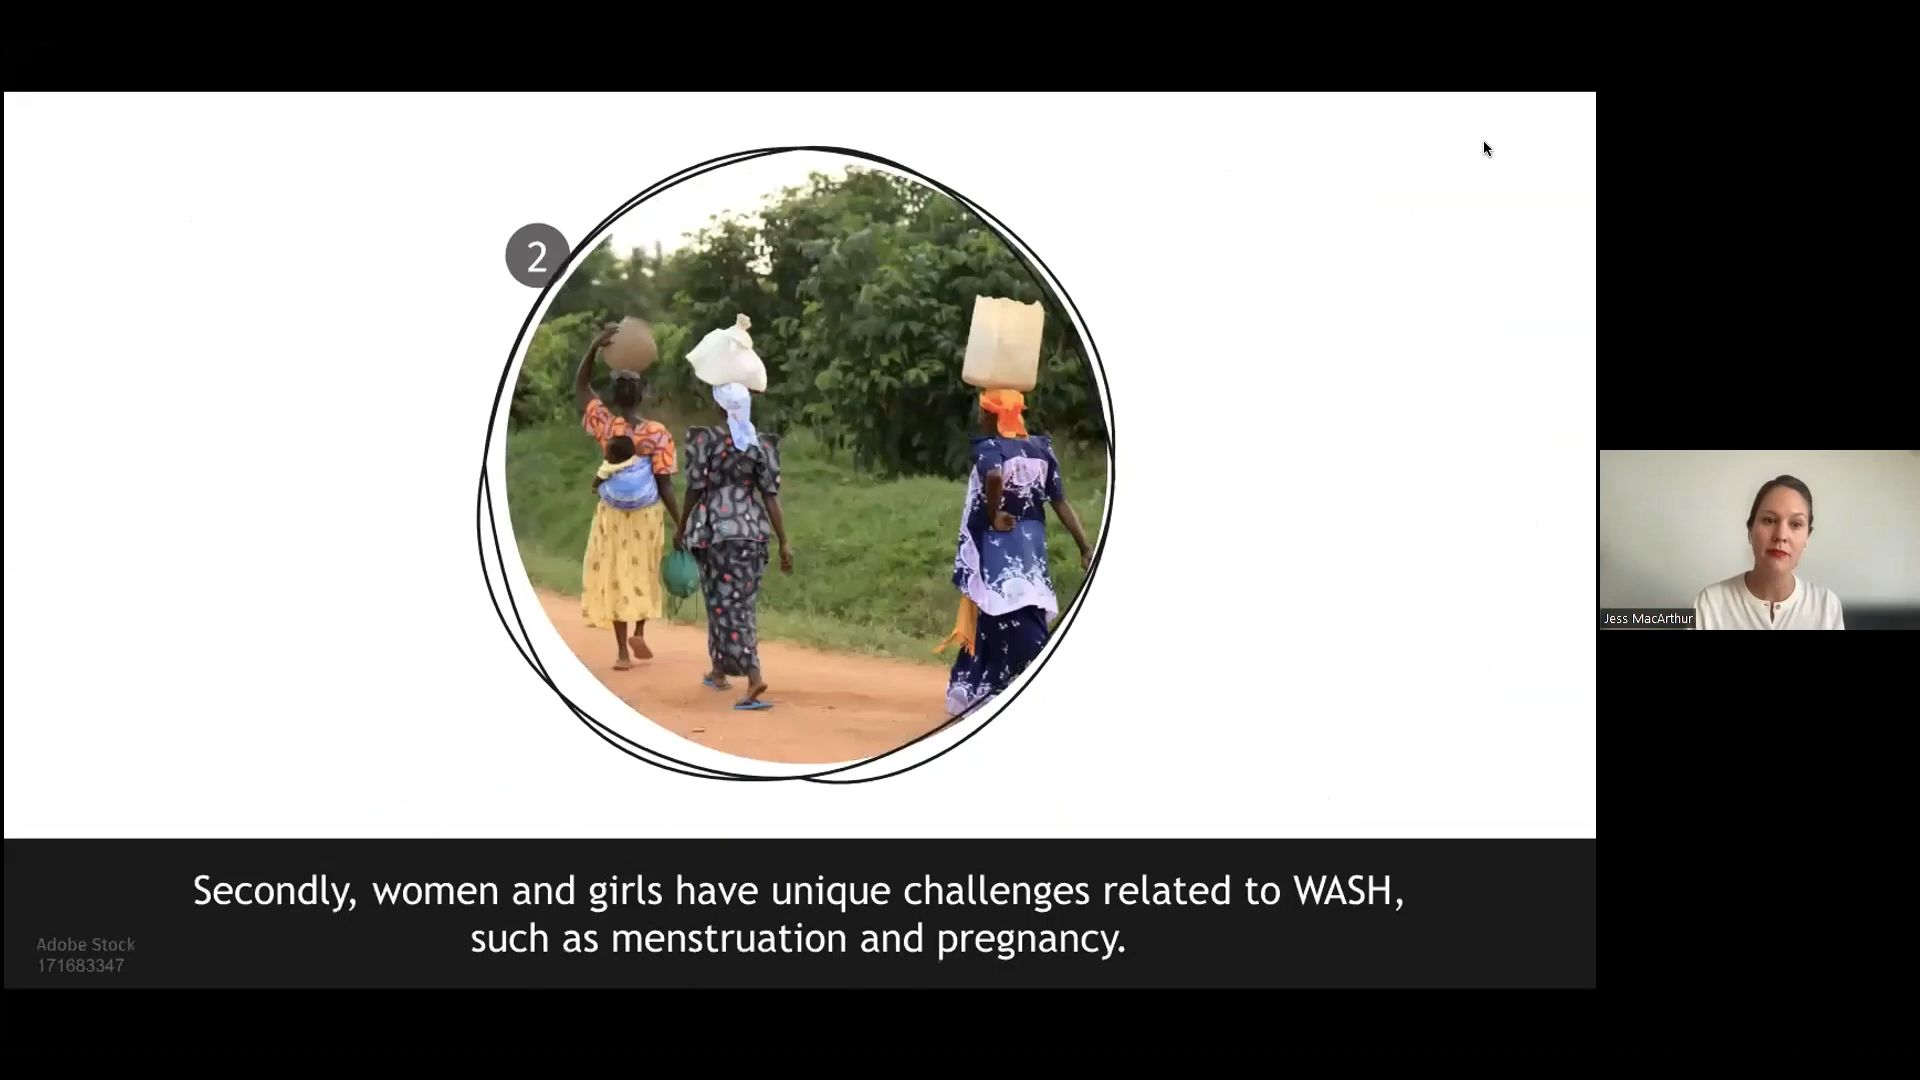 2
Secondly, women and girls have unique challenges related to WASH,
such as menstruation and pregnancy.
Adobe Stock
171683347
Jess MacArthur